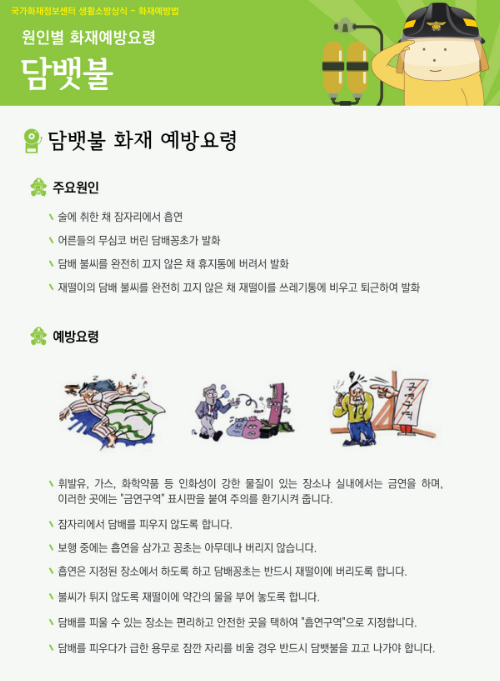 국가화재정보센터 생활소방상식 - 화재예방법
원인별 화재예방요령
담뱃불
담뱃불 화재 예방요령
주요원인
술에 취한 채 잠자리에서 흡연
어른들의 무심코 버린 담배꽁초가 발화
담배 불씨를 완전히 끄지 않은 채 휴지통에 버려서 발화
재떨이의 담배 불씨를 완전히 끄지 않은 채 재떨이를 쓰레기통에 비우고 퇴근하여 발화
예방요령
금연구역
휘발유, 가스, 화학약품 등 인화성이 강한 물질이 있는 장소나 실내에서는 금연을 하며,
이러한 곳에는 "금연구역" 표시판을 붙여 주의를 환기시켜 줍니다.
잠자리에서 담배를 피우지 않도록 합니다.
보행 중에는 흡연을 삼가고 꽁초는 아무데나 버리지 않습니다.
흡연은 지정된 장소에서 하도록 하고 담배꽁초는 반드시 재떨이에 버리도록 합니다.
불씨가 튀지 않도록 재떨이에 약간의 물을 부어 놓도록 합니다.
담배를 피울 수 있는 장소는 편리하고 안전한 곳을 택하여 "흡연구역"으로 지정합니다.
담배를 피우다가 급한 용무로 잠깐 자리를 비울 경우 반드시 담뱃불을 끄고 나가야 합니다.